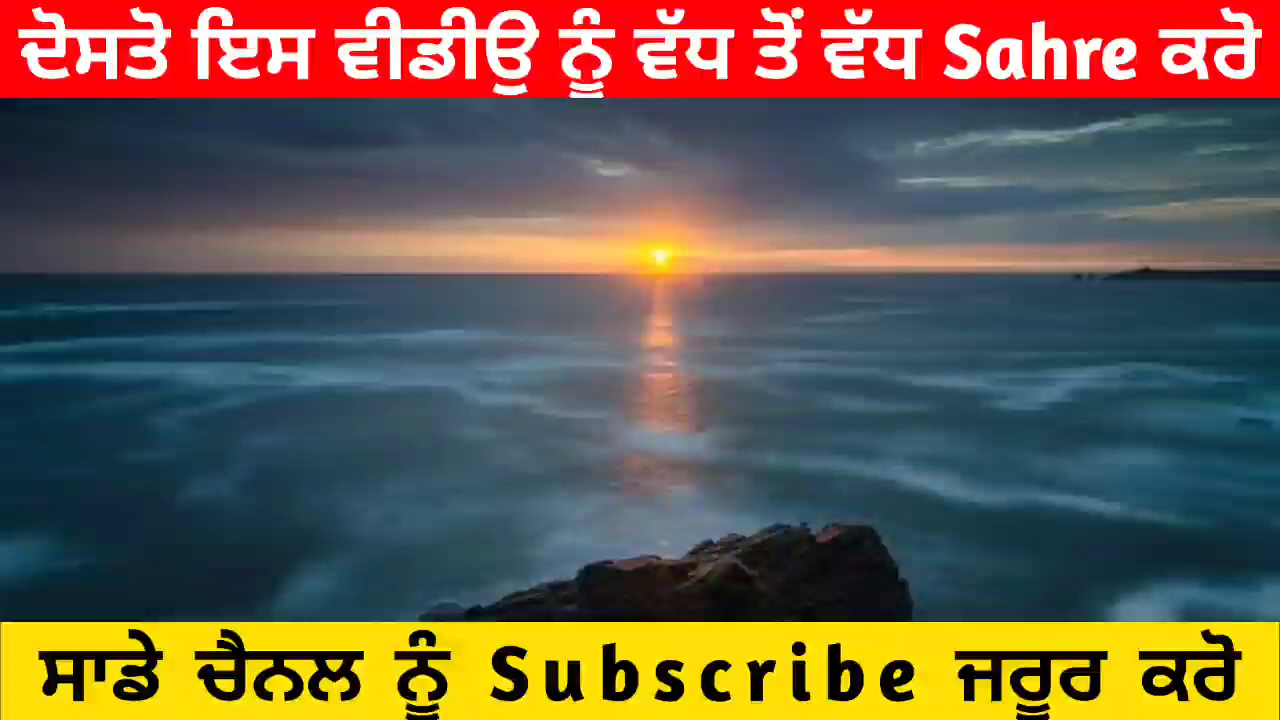 ਦੋਸਤੋ ਇਸ ਵੀਡੀਉ ਨੂੰ ਵੱਧ ਤੋਂ ਵੱਧ Sahre ਕਰੋ
ਸਾਡੇ ਚੈਨਲ ਨੂੰ Subscribe ਜਰੂਰ ਕਰੋ